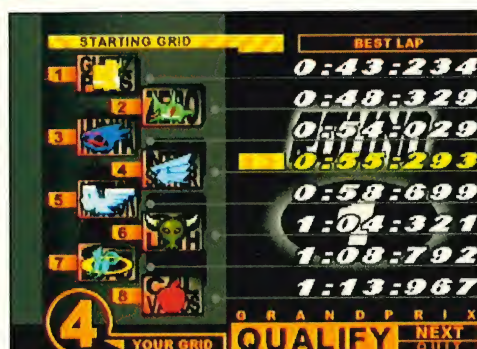 STARTING GRID
BEST LAP
1
0:43:234
2
0:48:329
3
0:54:029
4
0:55:293
5
0:58:699
6
1:04:321
7
1:08:792
8
1:13:967
GRANDPRIX
4
YOUR GRID
QUALIFY
NEXT
QUIT